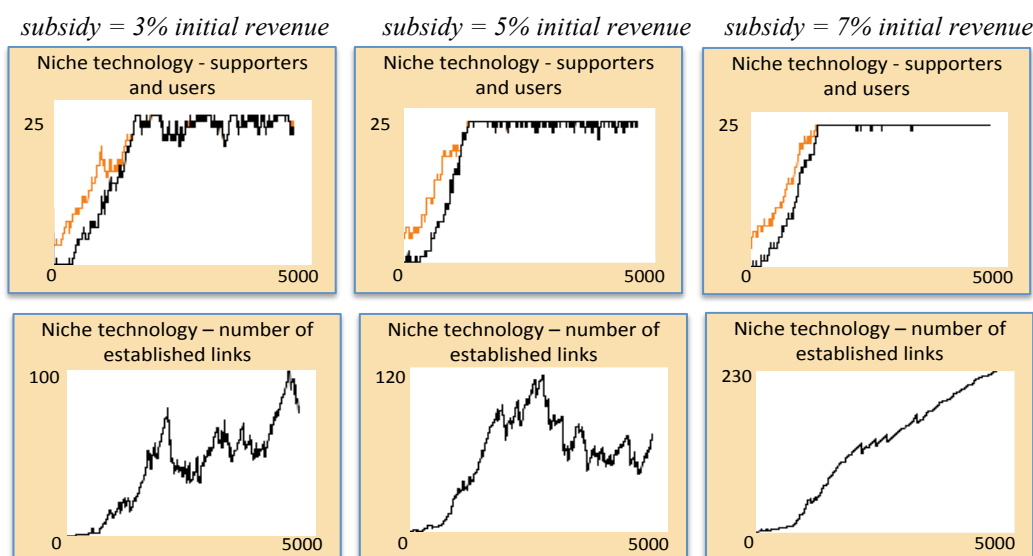 subsidy = 3% initial revenue
subsidy = 5% initial revenue
subsidy = 7% initial revenue
Niche technology - supporters
and users
25
0
5000
Niche technology - supporters
and users
25
0
5000
Niche technology - supporters
and users
25
0
5000
Niche technology – number of
established links
100
0
5000
Niche technology – number of
established links
120
0
5000
Niche technology – number of
established links
230
0
5000